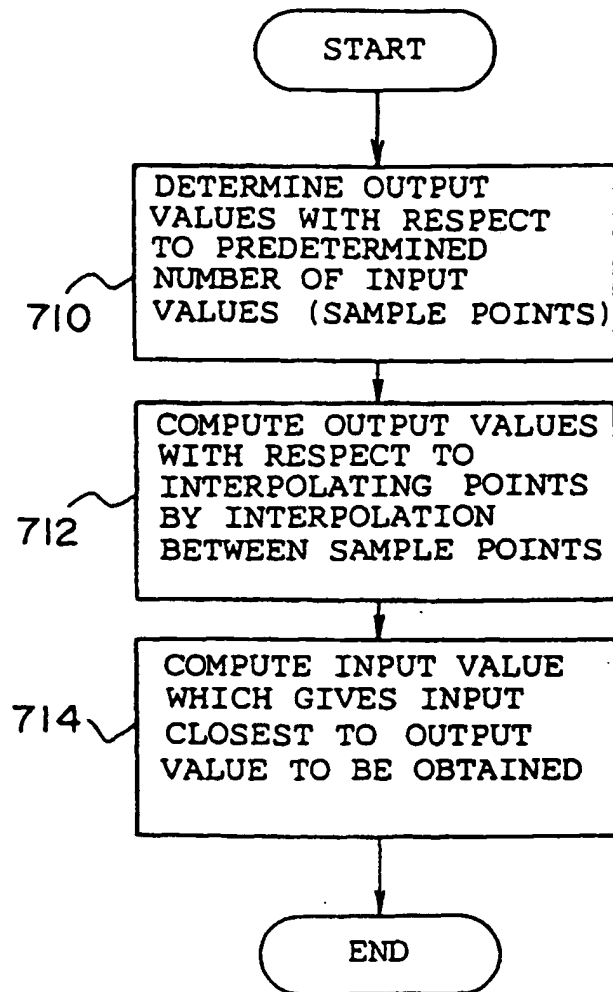 START
DETERMINE OUTPUT
VALUES WITH RESPECT
TO PREDETERMINED
NUMBER OF INPUT
VALUES (SAMPLE POINTS)
710
COMPUTE OUTPUT VALUES
WITH RESPECT TO
INTERPOLATING POINTS
BY INTERPOLATION
BETWEEN SAMPLE POINTS
712
COMPUTE INPUT VALUE
WHICH GIVES INPUT
CLOSEST TO OUTPUT
VALUE TO BE OBTAINED
714
END